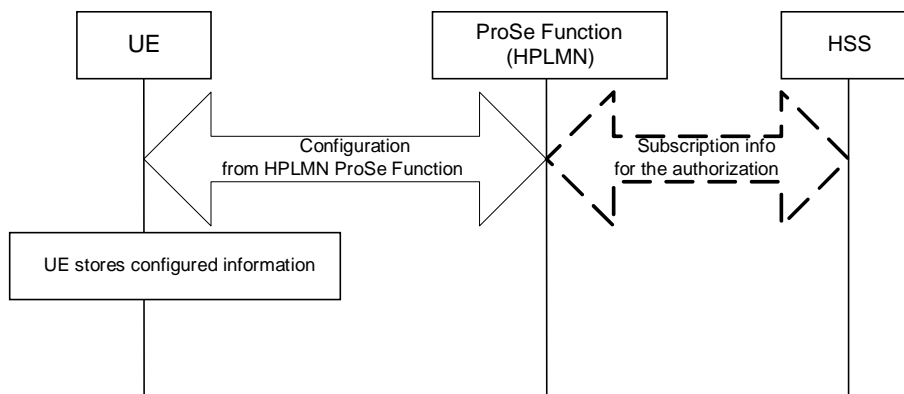 UE
ProSe Function
(HPLMN)
HSS
Configuration
from HPLMN ProSe Function
Subscription info
for the authorization
UE stores configured information